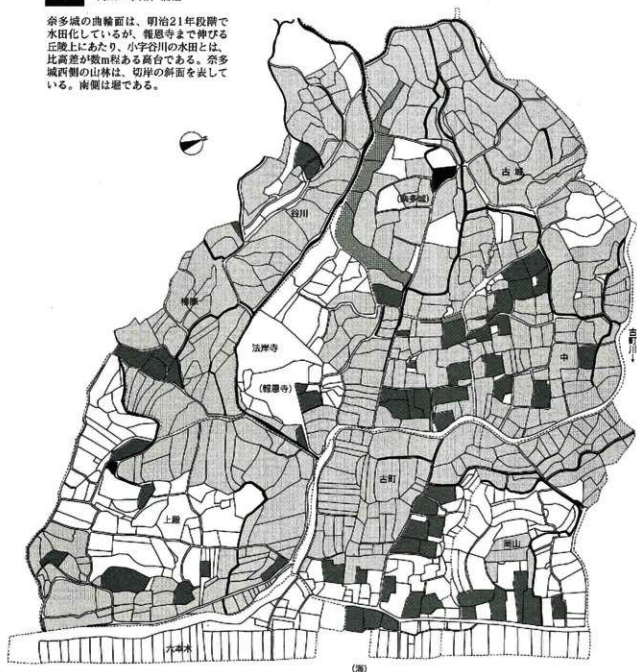 奈多城の曲輪面は、明治21年段階で
水田化しているが、報恩寺まで伸びる
丘陵上にあたり、小字谷川の水田とは、
比高差が数m程ある高台である。奈多
城西側の山林は、切岸の斜面を表して
いる。南側は堀である。
古城
(奈多城)
谷川
法岸寺
(報恩寺)
中
古町川→
古町
上殿
岡山
六本木
(海)